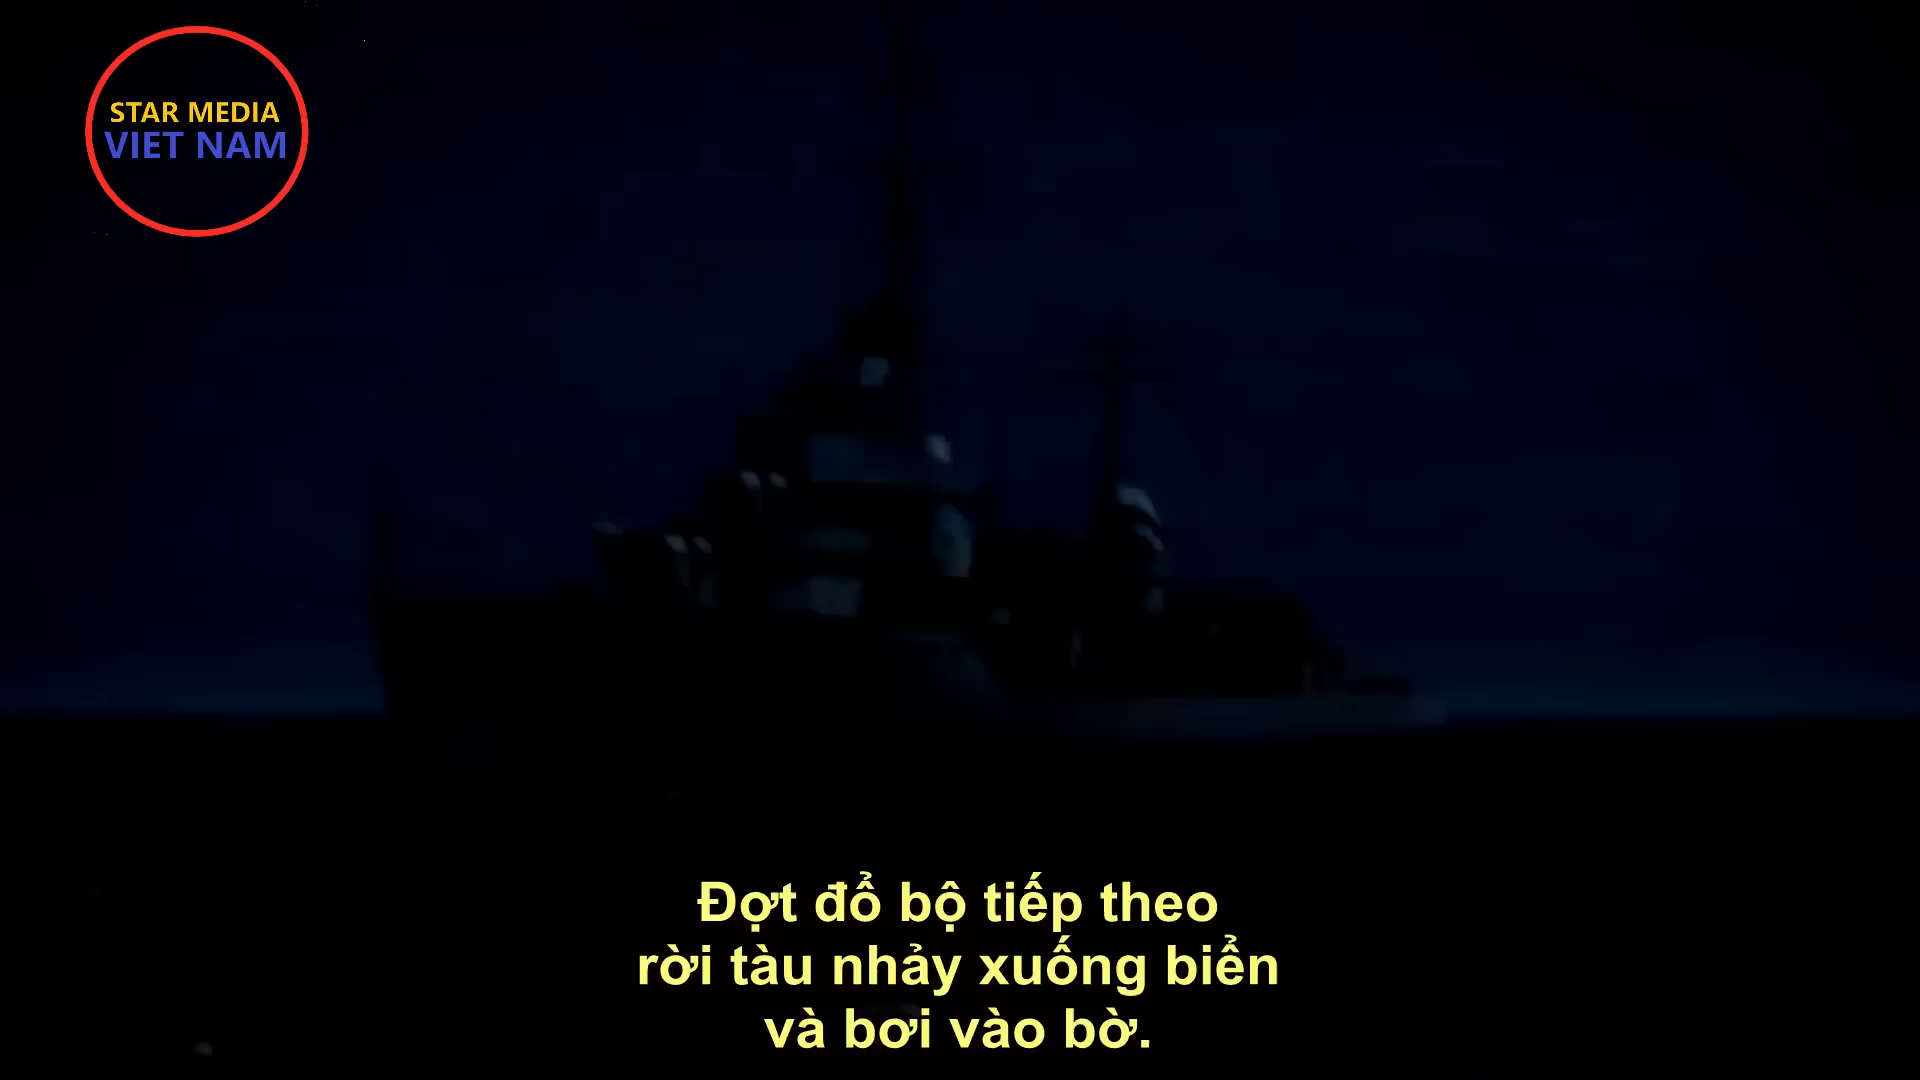 STAR MEDIA
VIET NAM
Đợt đổ bộ tiếp theo
rời tàu nhảy xuống biển
và bơi vào bờ.